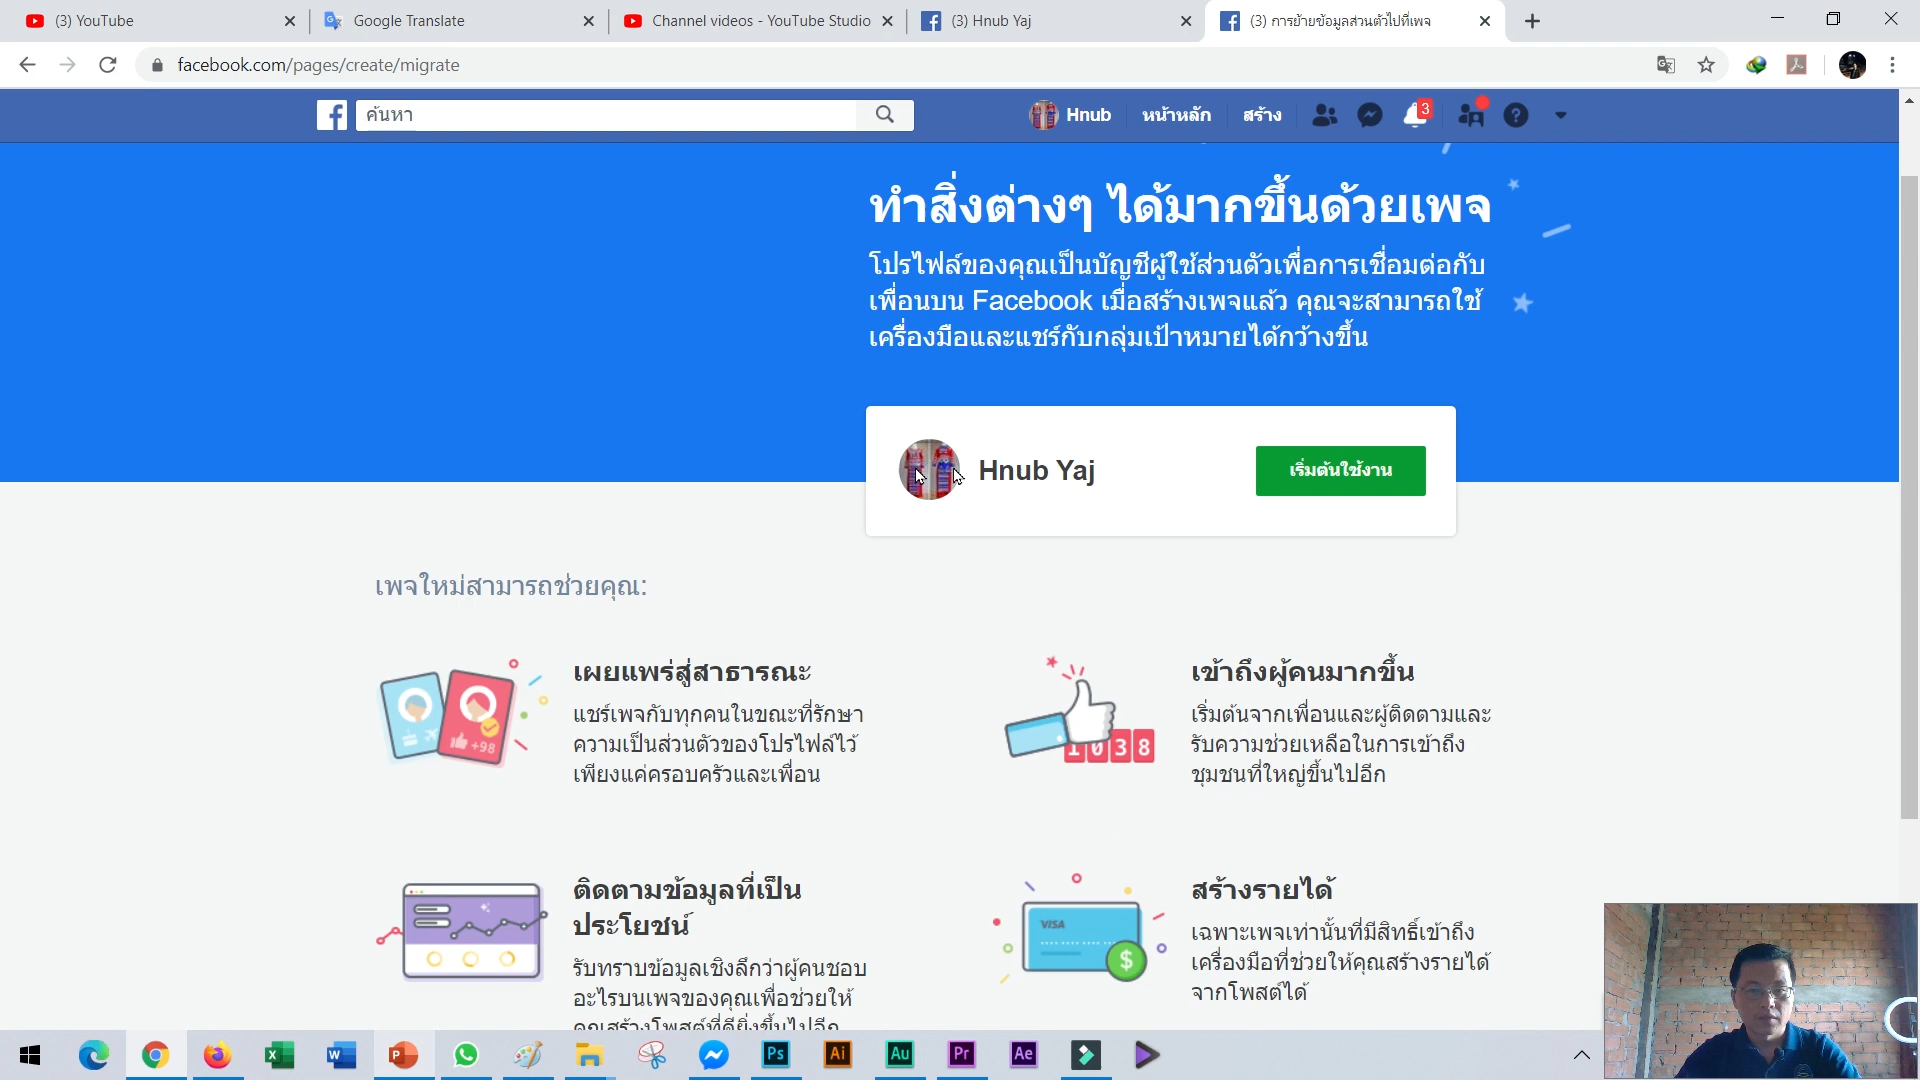 (3) YouTube
Google Translate
Channel videos - YouTube Studio
(3) Hnub Yaj
(3) การย้ายข้อมูลส่วนตัวไปที่เพจ
facebook.com/pages/create/migrate
ค้นหา
Hnub
หน้าหลัก
สร้าง
3
ทำสิ่งต่างๆ ได้มากขึ้นด้วยเพจ
โปรไฟล์ของคุณเป็นบัญชีผู้ใช้ส่วนตัวเพื่อการเชื่อมต่อกับ
เพื่อนบน Facebook เมื่อสร้างเพจแล้ว คุณจะสามารถใช้
เครื่องมือและแชร์กับกลุ่มเป้าหมายได้กว้างขึ้น
Hnub Yaj
เริ่มต้นใช้งาน
เพจใหม่สามารถช่วยคุณ:
เผยแพร่สู่สาธารณะ
แชร์เพจกับทุกคนในขณะที่รักษา
ความเป็นส่วนตัวของโปรไฟล์ไว้
เพียงแค่ครอบครัวและเพื่อน
+98
เข้าถึงผู้คนมากขึ้น
เริ่มต้นจากเพื่อนและผู้ติดตามและ
รับความช่วยเหลือในการเข้าถึง
ชุมชนที่ใหญ่ขึ้นไปอีก
1038
ติดตามข้อมูลที่เป็น
ประโยชน์
รับทราบข้อมูลเชิงลึกว่าผู้คนชอบ
อะไรบนเพจของคุณเพื่อช่วยให้
คุณสร้างโพสต์ที่ดียิ่งขึ้นไปอีก
สร้างรายได้
เฉพาะเพจเท่านั้นที่มีสิทธิ์เข้าถึง
เครื่องมือที่ช่วยให้คุณสร้างรายได้
จากโพสต์ได้
VISA
$
Ps
Ai
Au
Pr
Ae